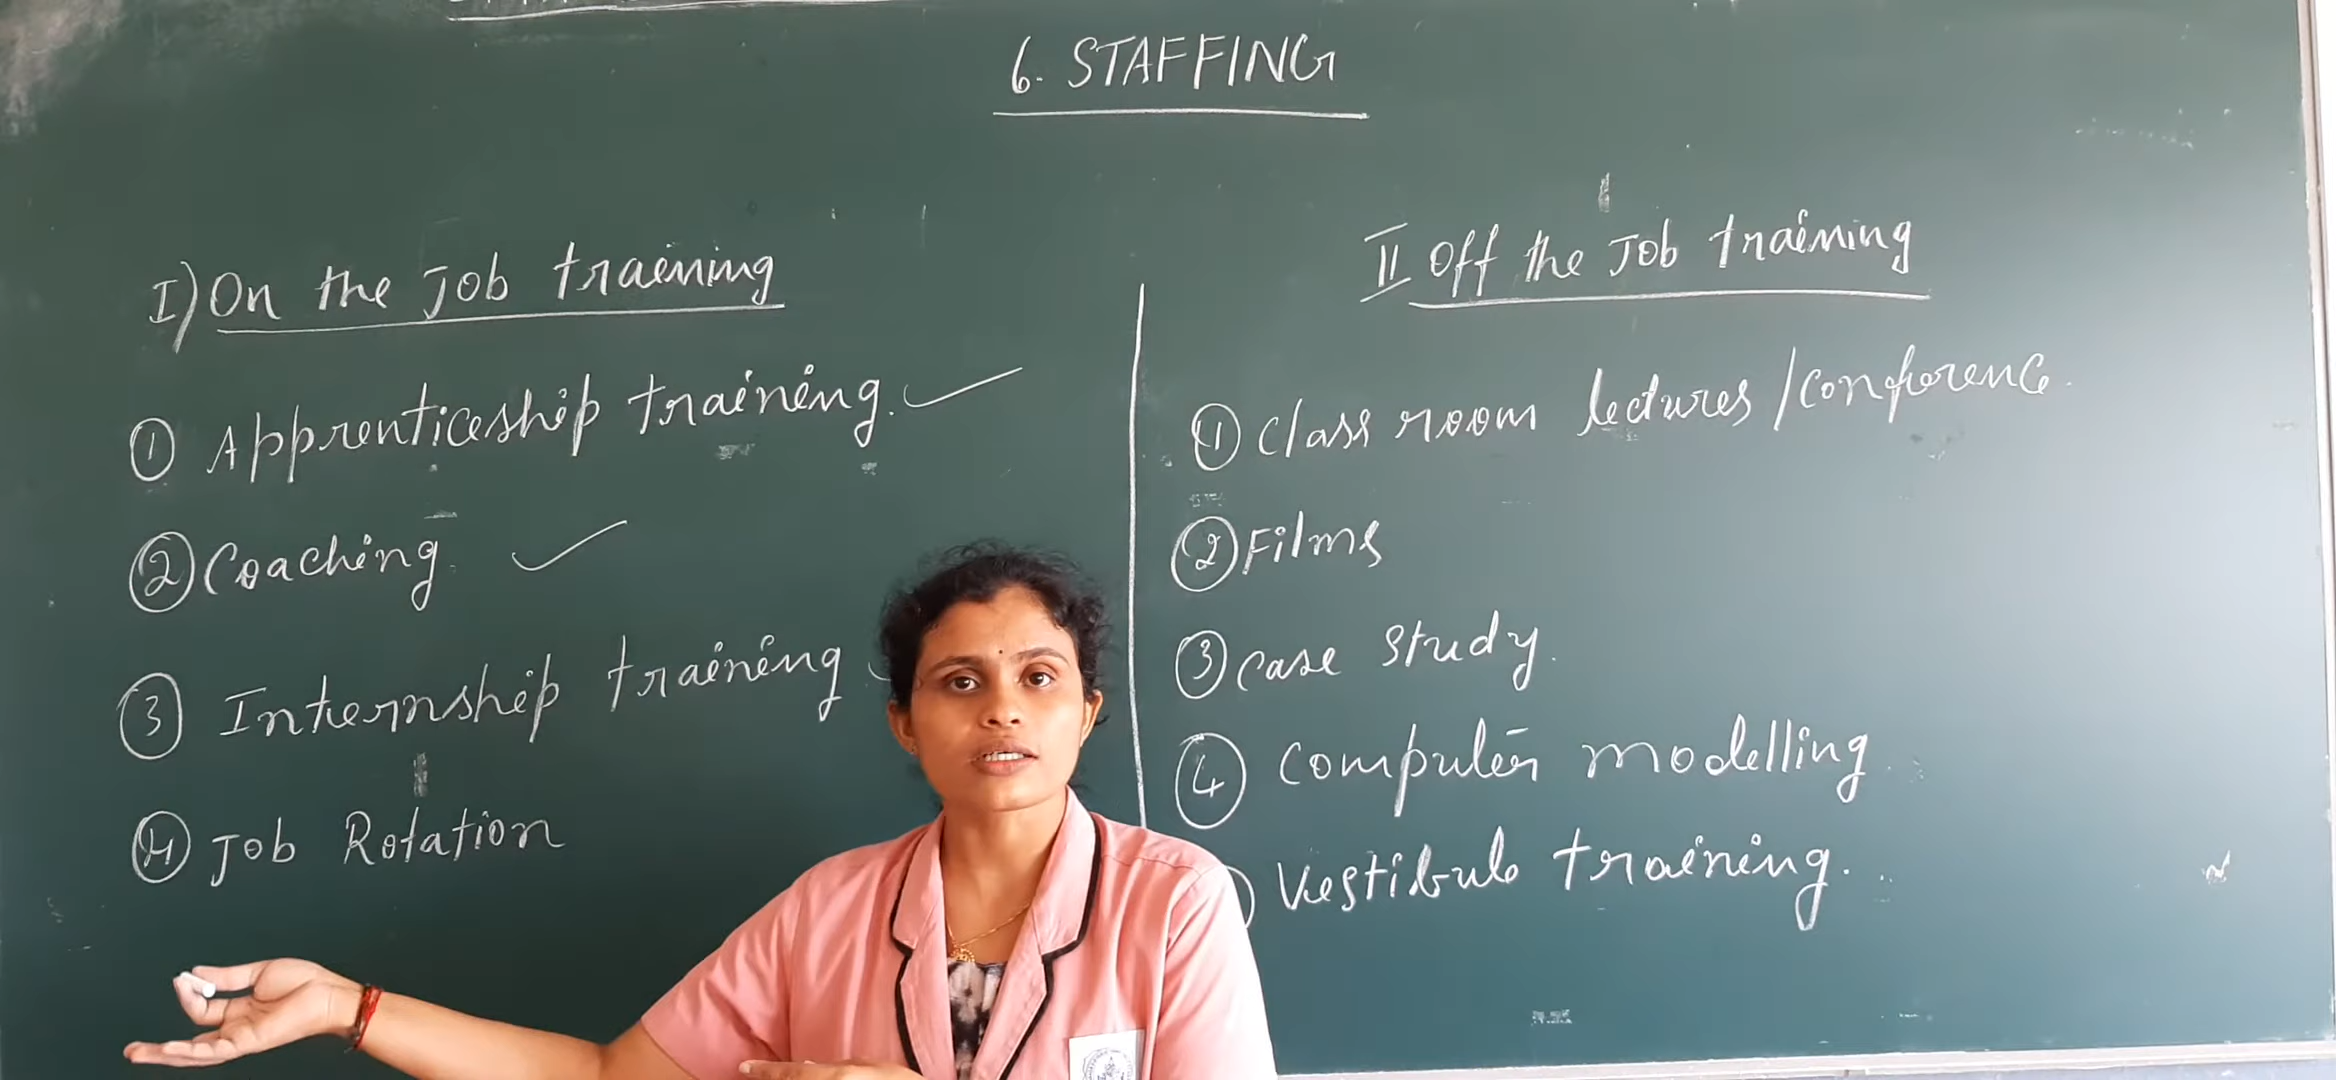 6. STAFFING
I) On the Job training
① Apprenticeship training.
② Coaching.
③ Internship training
④ Job Rotation
II Off the Job training
① Class room lectures / conference.
② Films
③ Case Study.
④ Computer modelling
Vestibule training.